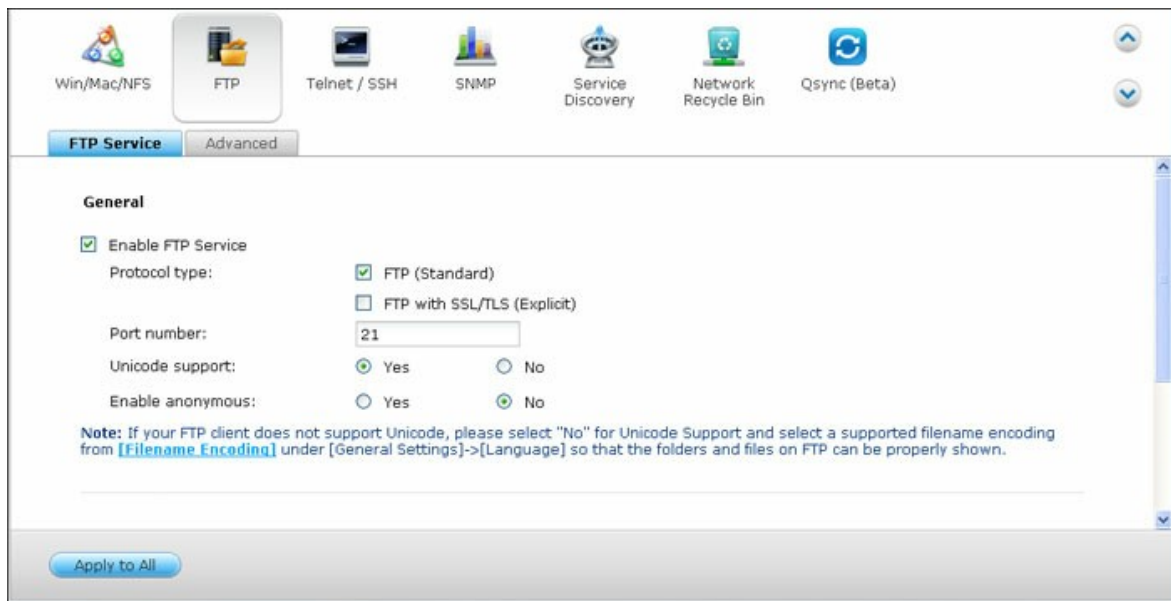 Win/Mac/NFS
FTP
Telnet / SSH
SNMP
Service
Discovery
Network
Recycle Bin
Qsync (Beta)
FTP Service
Advanced
General
Enable FTP Service
Protocol type:
FTP (Standard)
FTP with SSL/TLS (Explicit)
Port number:
21
Unicode support:
Yes
No
Enable anonymous:
Yes
No
Note: If your FTP client does not support Unicode, please select "No" for Unicode Support and select a supported filename encoding
from [Filename Encoding] under [General Settings]->[Language] so that the folders and files on FTP can be properly shown.
Apply to All